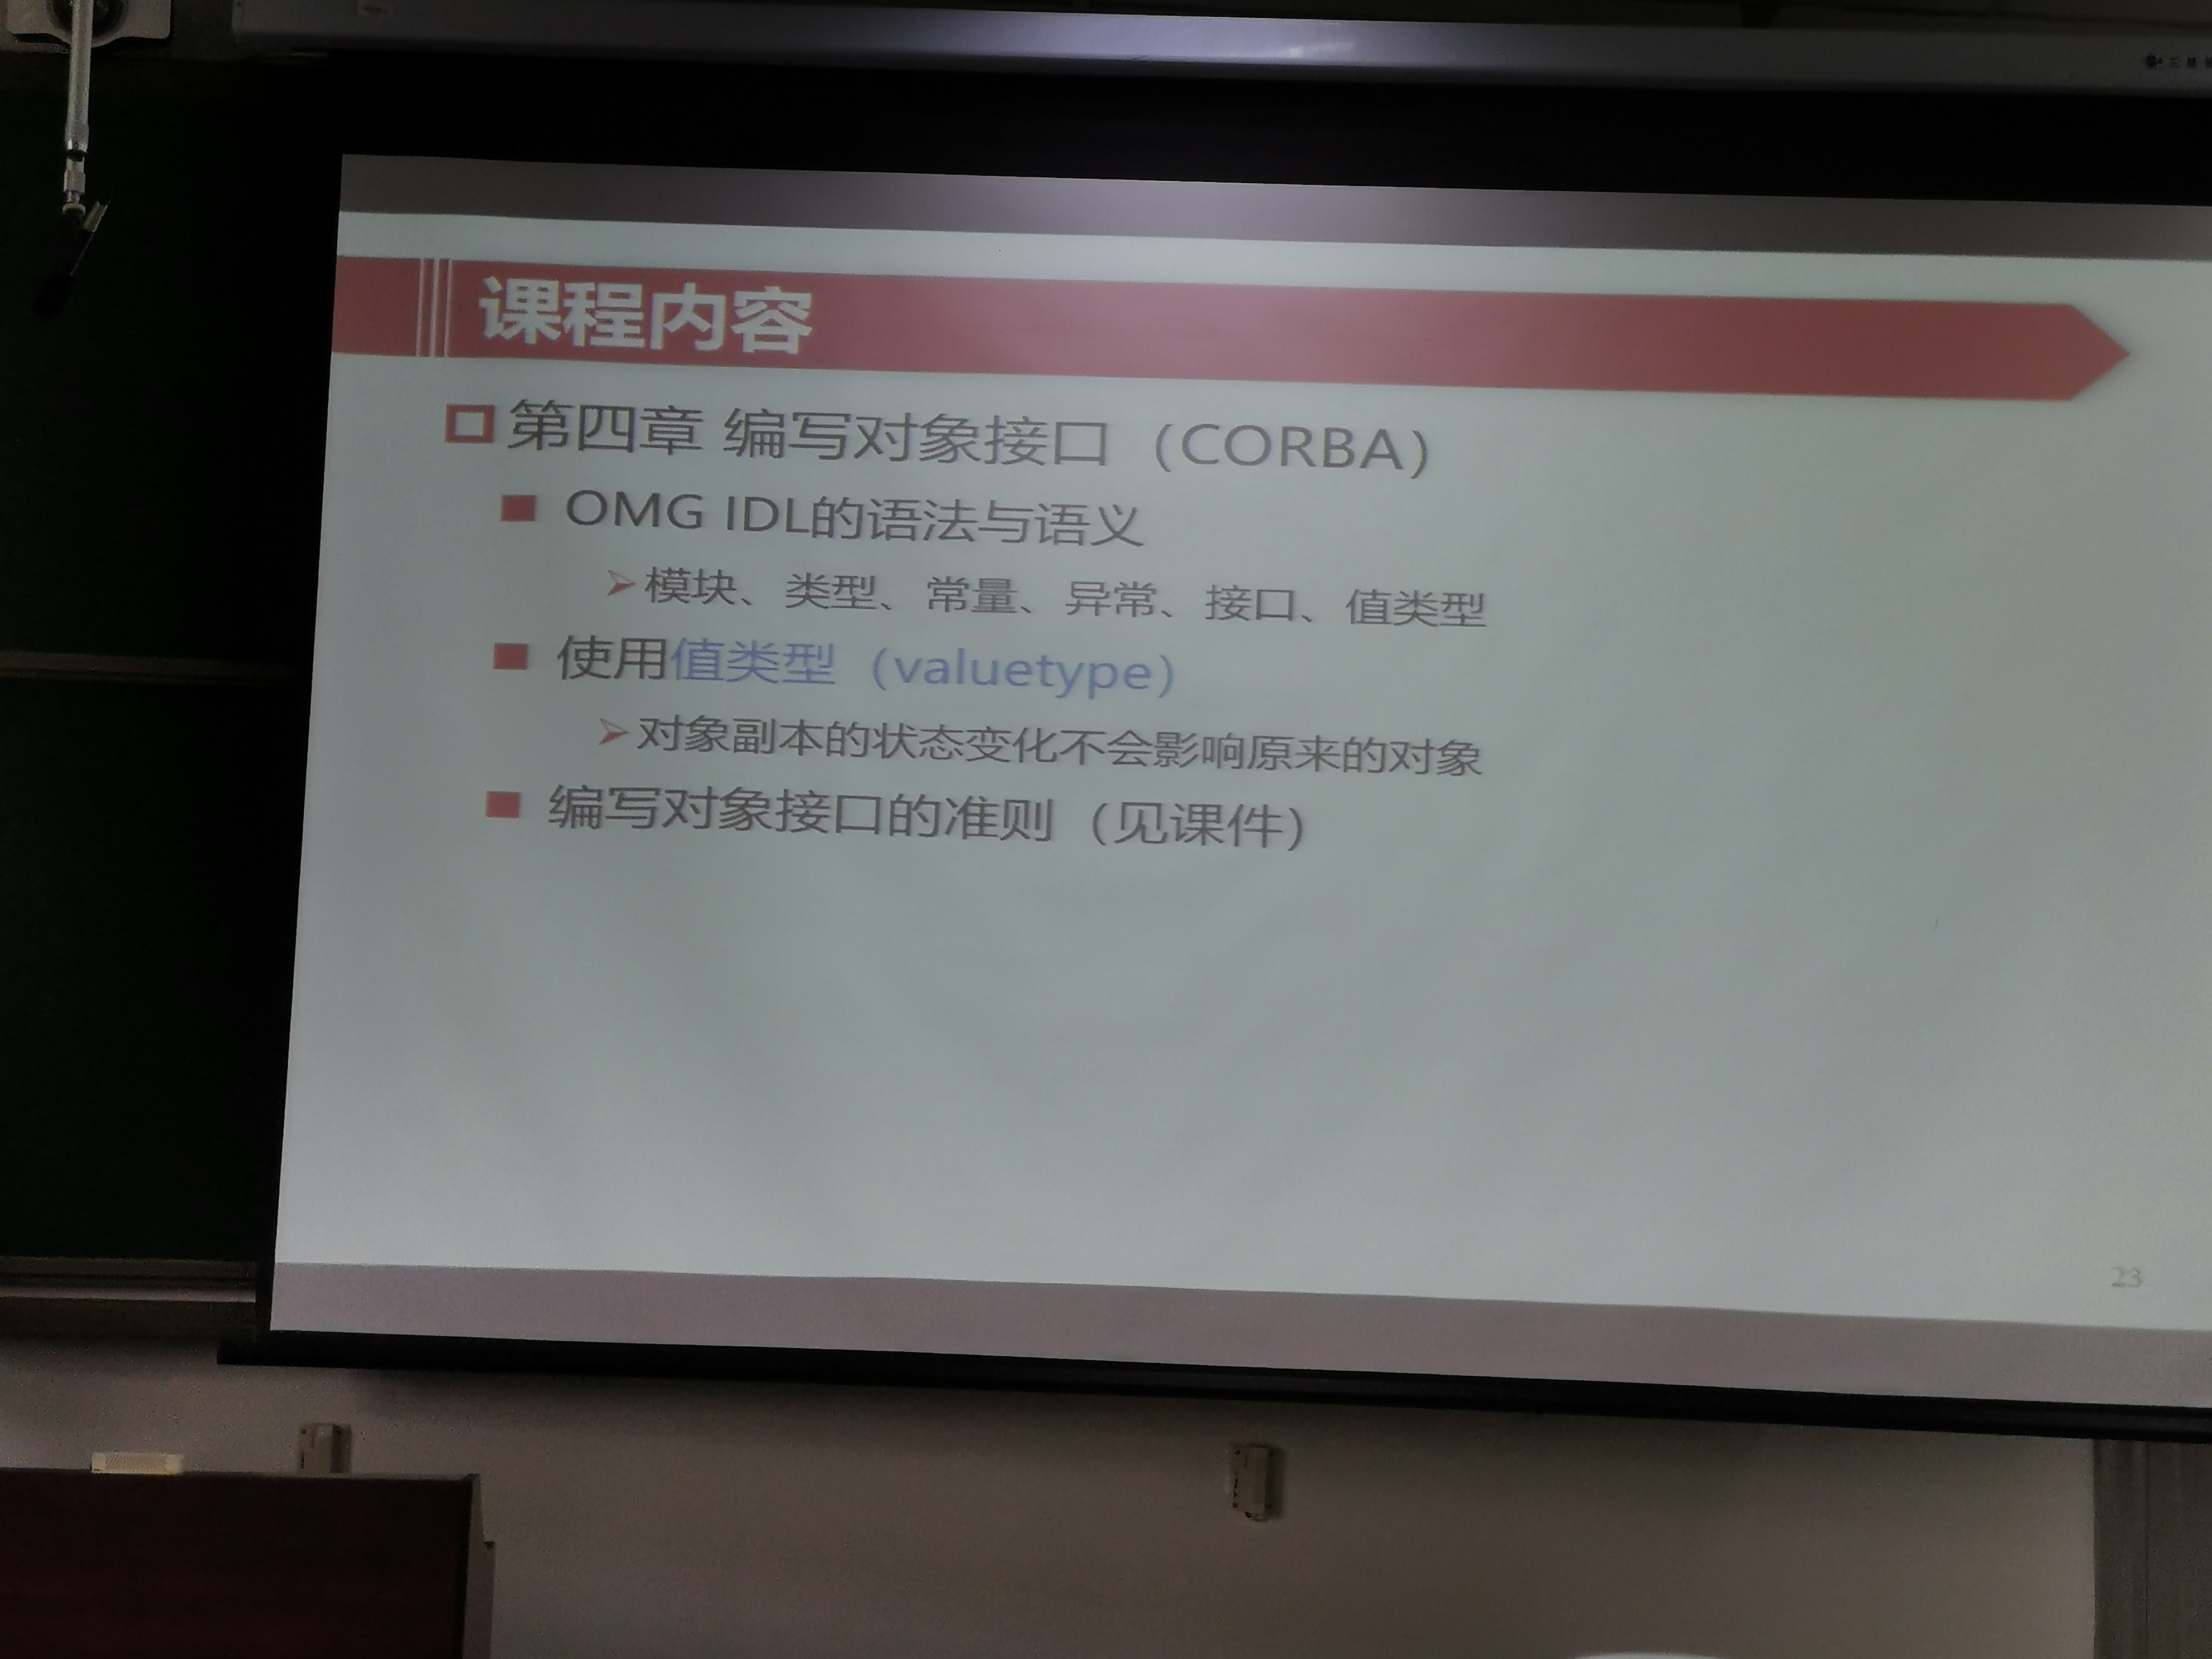 课程内容
第四章 编写对象接口（CORBA）
OMG IDL的语法与语义
模块、类型、常量、异常、接口、值类型
使用值类型（valuetype）
对象副本的状态变化不会影响原来的对象
编写对象接口的准则（见课件）
23